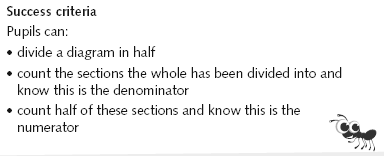 Success criteria
Pupils can:
• divide a diagram in half
• count the sections the whole has been divided into and
know this is the denominator
• count half of these sections and know this is the
numerator